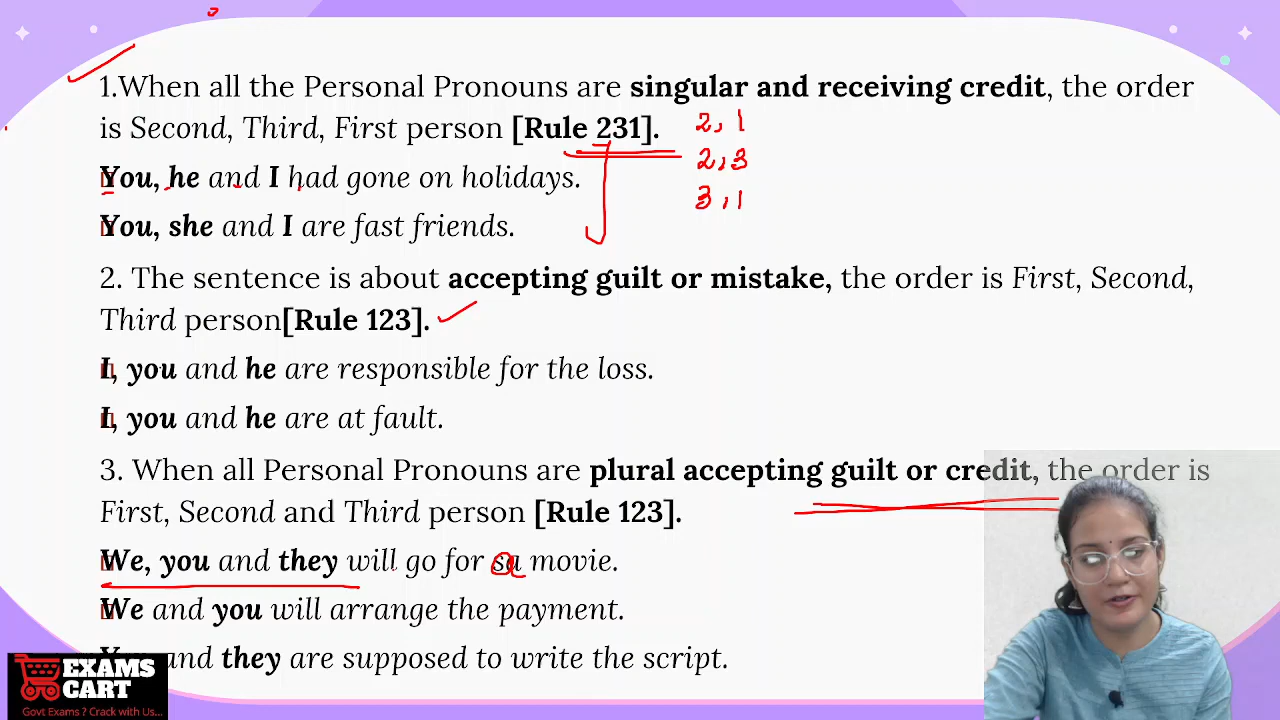 1.When all the Personal Pronouns are singular and receiving credit, the order
is Second, Third, First person [Rule 231].
2, 1
2, 3
3, 1
You, he and I had gone on holidays.
You, she and I are fast friends.
2. The sentence is about accepting guilt or mistake, the order is First, Second,
Third person[Rule 123].
I, you and he are responsible for the loss.
I, you and he are at fault.
3. When all Personal Pronouns are plural accepting guilt or credit, the order is
First, Second and Third person [Rule 123].
We, you and they will go for sa movie.
We and you will arrange the payment.
and they are supposed to write the script.
EXAMS
CART
Govt Exams ? Crack with Us...